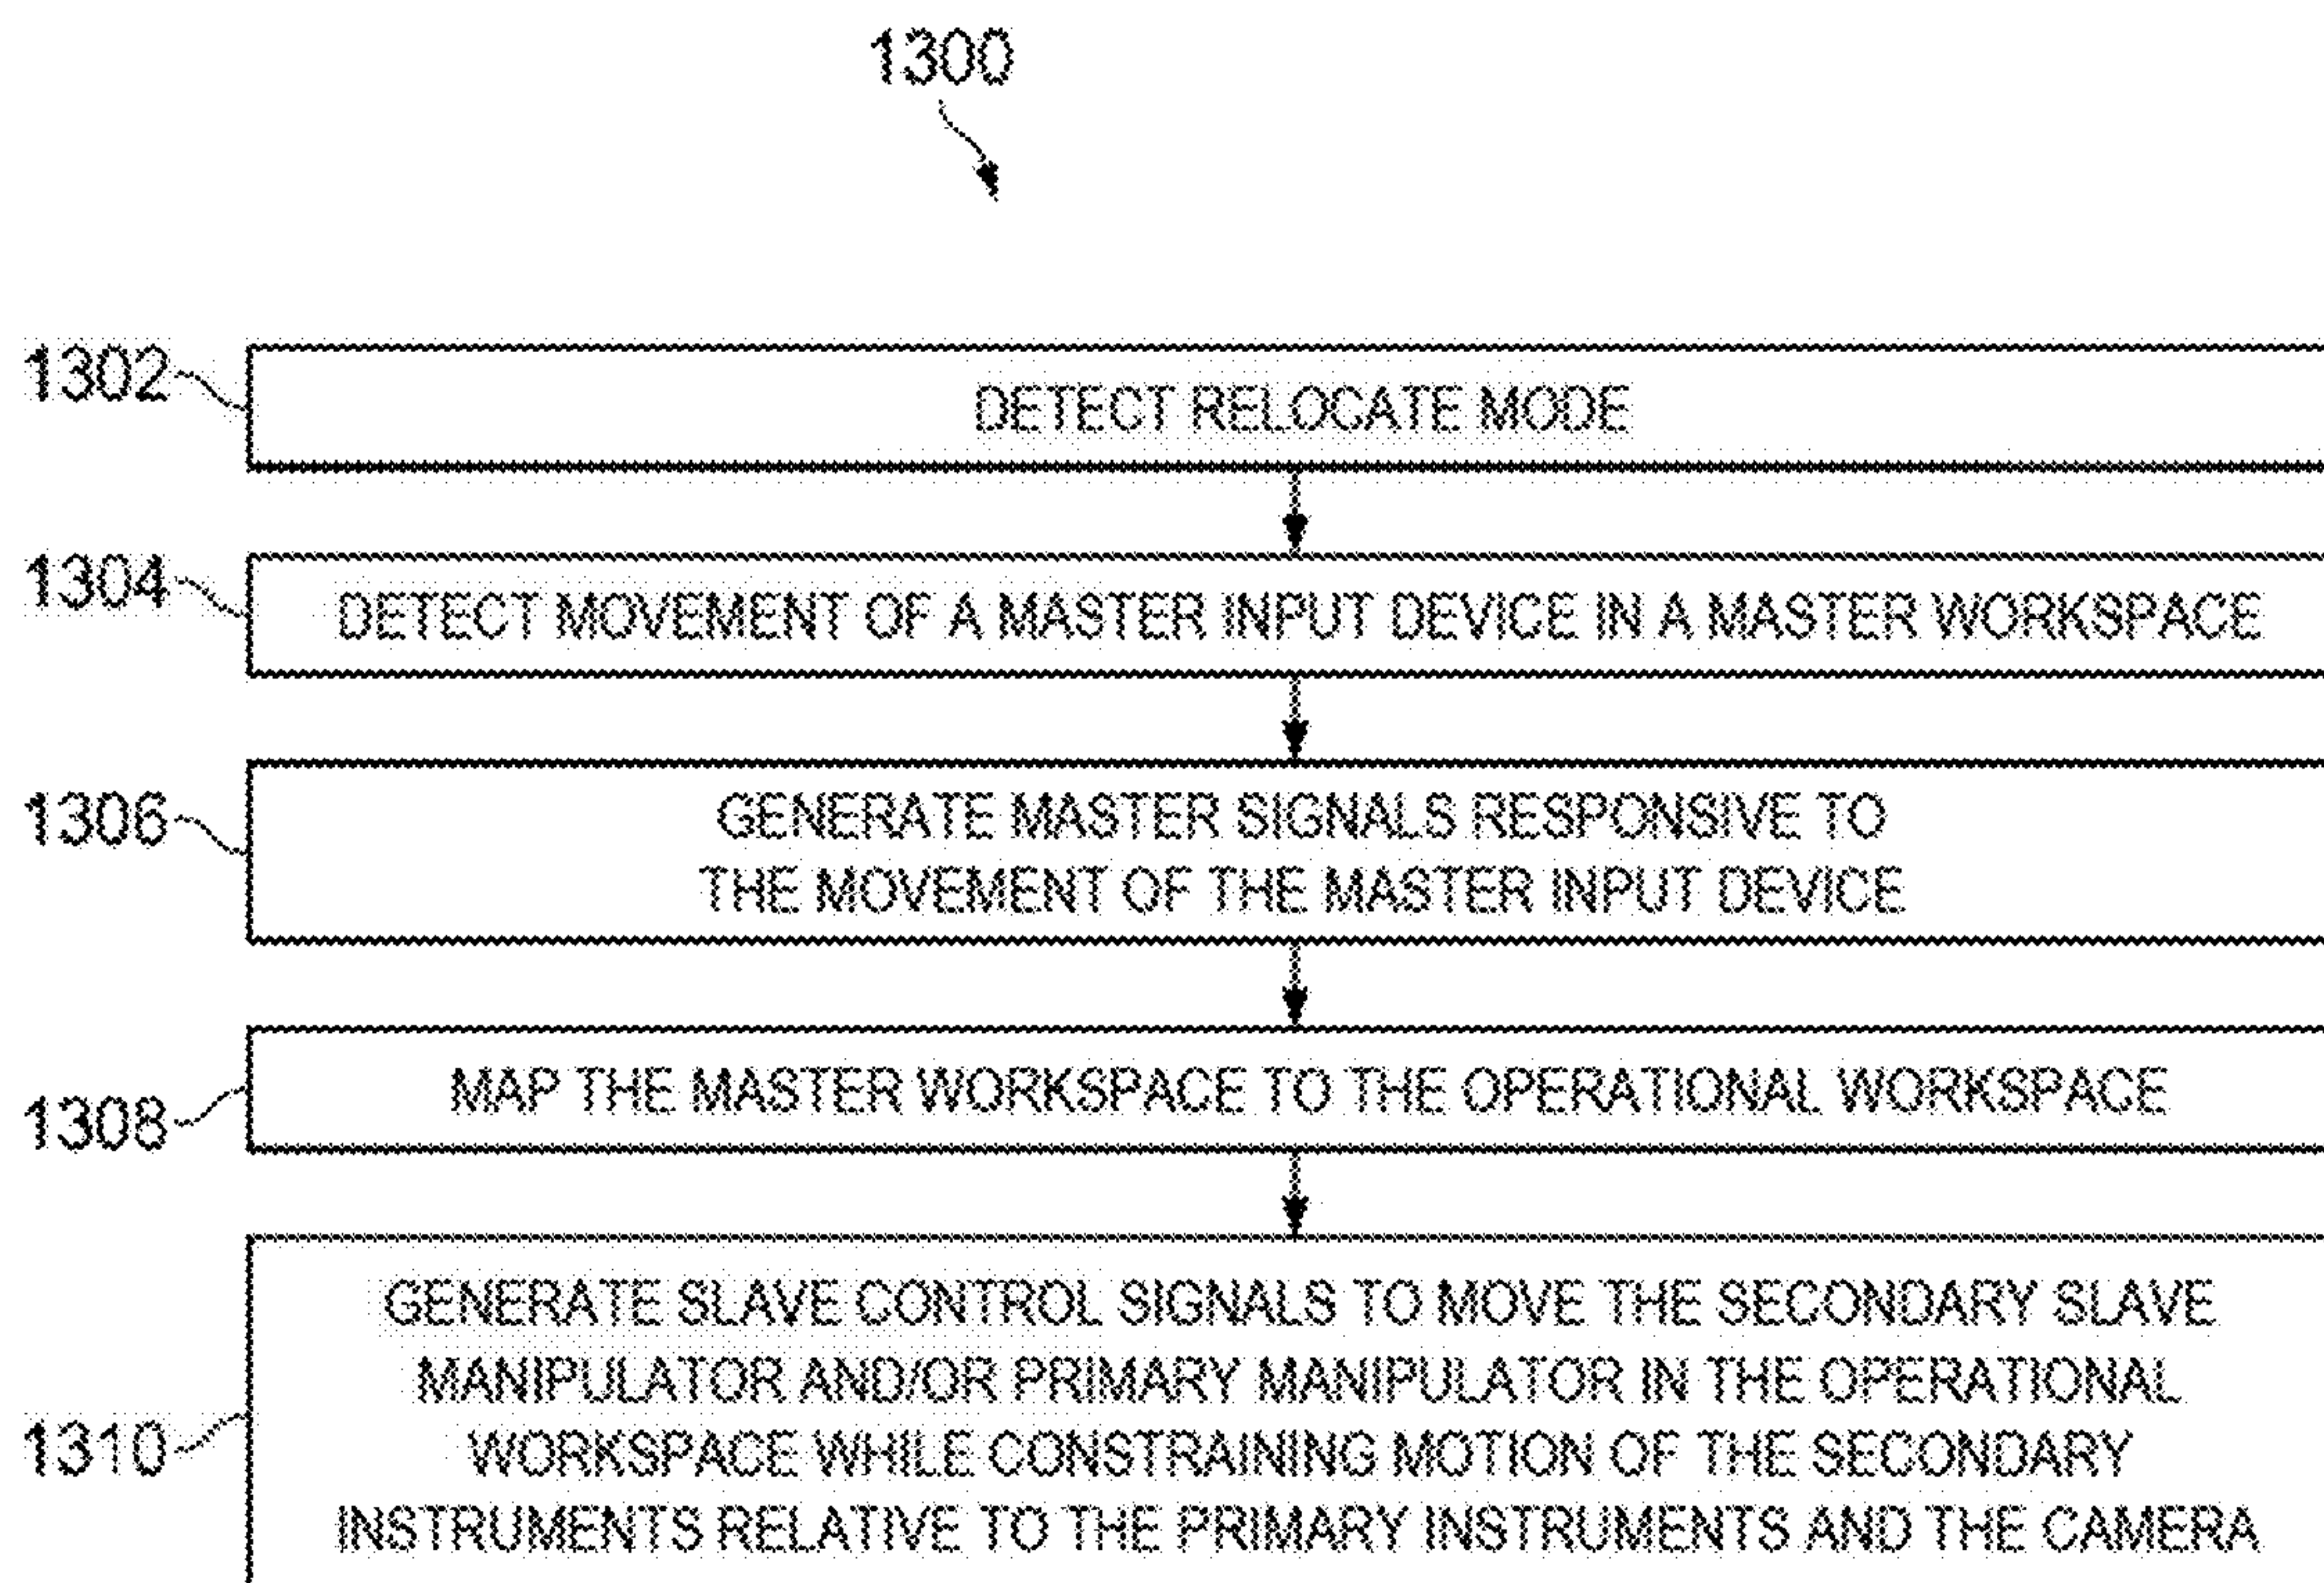 1300
1302
DETECT RELOCATE MODE
1304
DETECT MOVEMENT OF A MASTER INPUT DEVICE IN A MASTER WORKSPACE
1306
GENERATE MASTER SIGNALS RESPONSIVE TO
THE MOVEMENT OF THE MASTER INPUT DEVICE
1308
MAP THE MASTER WORKSPACE TO THE OPERATIONAL WORKSPACE
1310
GENERATE SLAVE CONTROL SIGNALS TO MOVE THE SECONDARY SLAVE
MANIPULATOR AND/OR PRIMARY MANIPULATOR IN THE OPERATIONAL
WORKSPACE WHILE CONSTRAINING MOTION OF THE SECONDARY
INSTRUMENTS RELATIVE TO THE PRIMARY INSTRUMENTS AND THE CAMERA